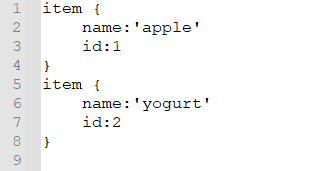 1 item {
2     name:'apple'
3     id:1
4 }
5 item {
6     name:'yogurt'
7     id:2
8 }
9